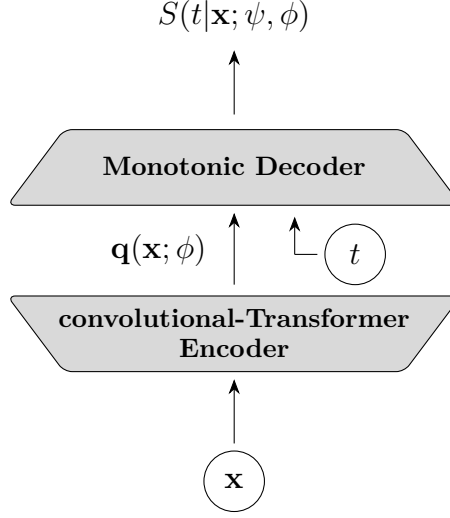 S(t|x; ψ, ϕ)
Monotonic Decoder
q(x; ϕ)
t
convolutional-Transformer
Encoder
x